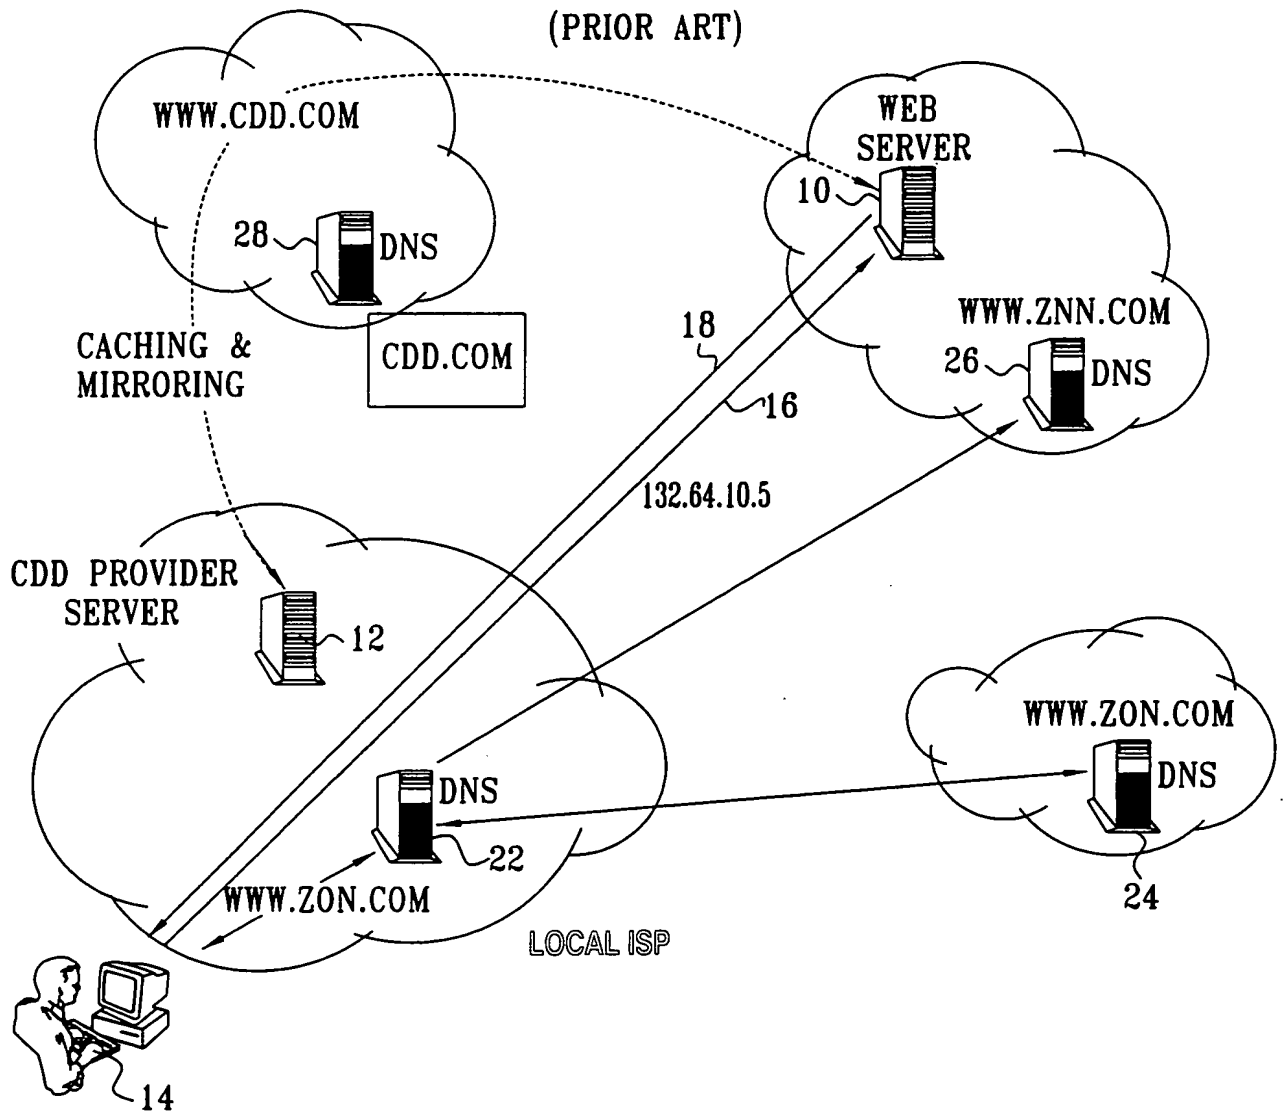 (PRIOR ART)
WWW.CDD.COM
WEB
SERVER
10
28
DNS
WWW.ZNN.COM
18
CACHING &
MIRRORING
CDD.COM
26
DNS
16
132.64.10.5
CDD PROVIDER
SERVER
12
WWW.ZON.COM
DNS
DNS
22
24
WWW.ZON.COM
LOCAL ISP
14